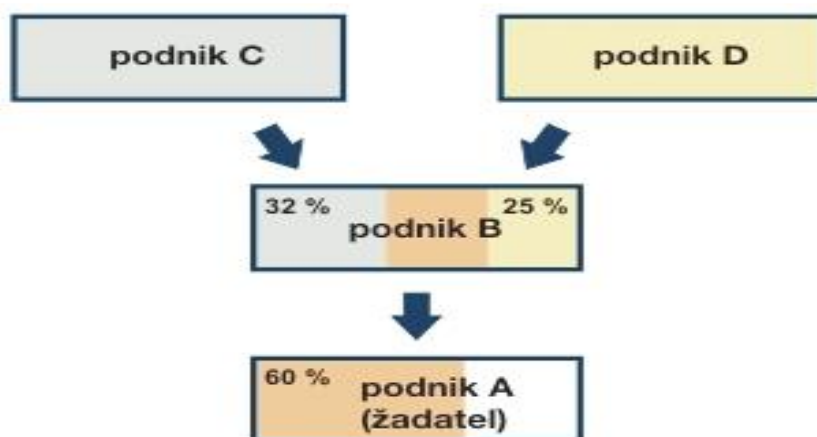 podnik C
podnik D
32 %
25 %
podnik B
60 %
podnik A
(žadatel)